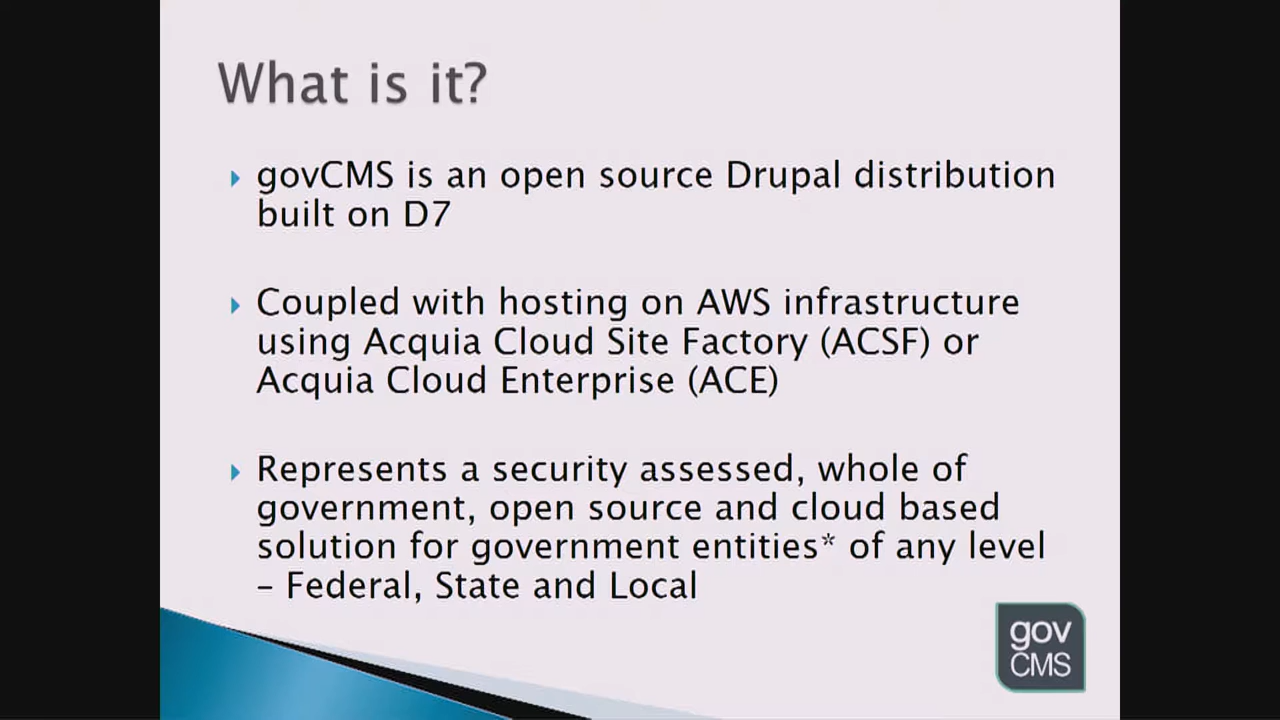 What is it?
govCMS is an open source Drupal distribution
built on D7
Coupled with hosting on AWS infrastructure
using Acquia Cloud Site Factory (ACSF) or
Acquia Cloud Enterprise (ACE)
Represents a security assessed, whole of
government, open source and cloud based
solution for government entities* of any level
– Federal, State and Local
gov
CMS